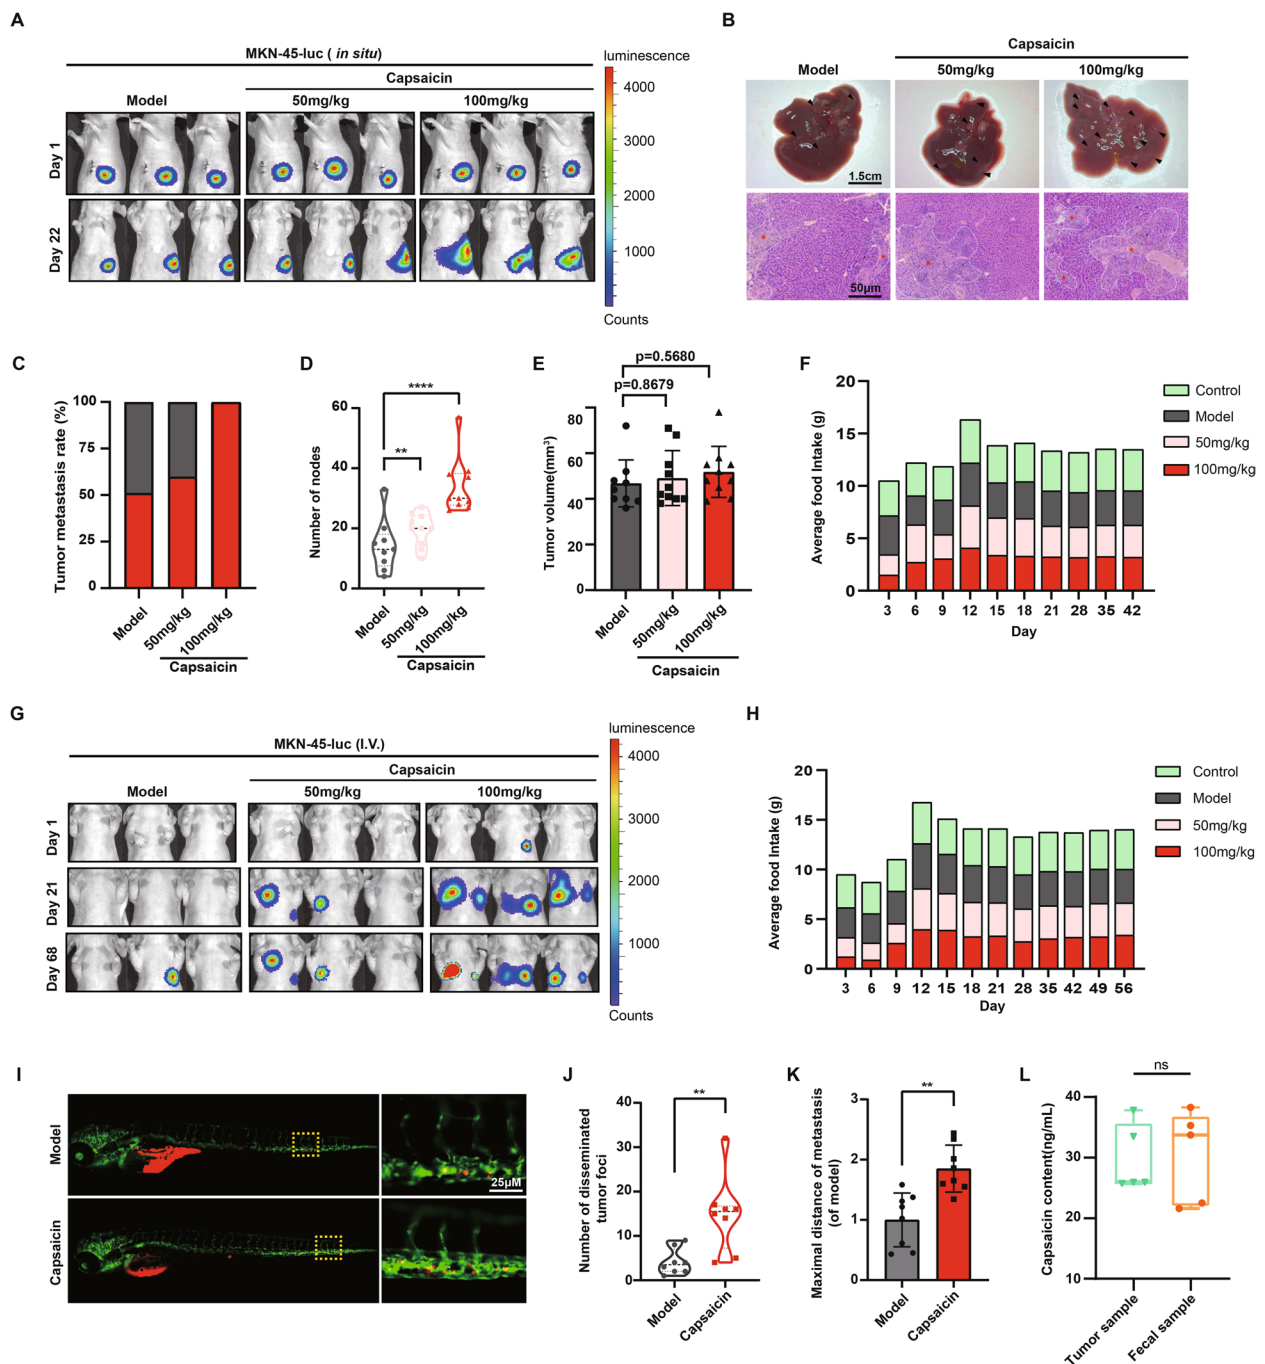 A
MKN-45-luc ( in situ)
Capsaicin
Model
50mg/kg
100mg/kg
Day 1
Day 22
luminescence
4000
3000
2000
1000
Counts
B
Capsaicin
Model
50mg/kg
100mg/kg
1.5cm
50μm
C
Tumor metastasis rate (%)
100
75
50
25
0
Model
50mg/kg
100mg/kg
Capsaicin
D
Number of nodes
60
40
20
0
****
**
Model
50mg/kg
100mg/kg
Capsaicin
E
p=0.5680
p=0.8679
Tumor volume(mm³)
80
60
40
20
0
Model
50mg/kg
100mg/kg
Capsaicin
F
Average food Intake (g)
20
15
10
5
0
3 6 9 12 15 18 21 28 35 42
Day
Control
Model
50mg/kg
100mg/kg
G
MKN-45-luc (I.V.)
Capsaicin
Model
50mg/kg
100mg/kg
Day 1
Day 21
Day 68
luminescence
4000
3000
2000
1000
Counts
H
Average food Intake (g)
20
15
10
5
0
3 6 9 12 15 18 21 28 35 42 49 56
Day
Control
Model
50mg/kg
100mg/kg
I
Model
Capsaicin
25μM
J
Number of disseminated
tumor foci
40
30
20
10
0
**
Model
Capsaicin
K
Maximal distance of metastasis
(of model)
3
2
1
0
**
Model
Capsaicin
L
Capsaicin content(ng/mL)
40
30
20
10
ns
Tumor sample
Fecal sample